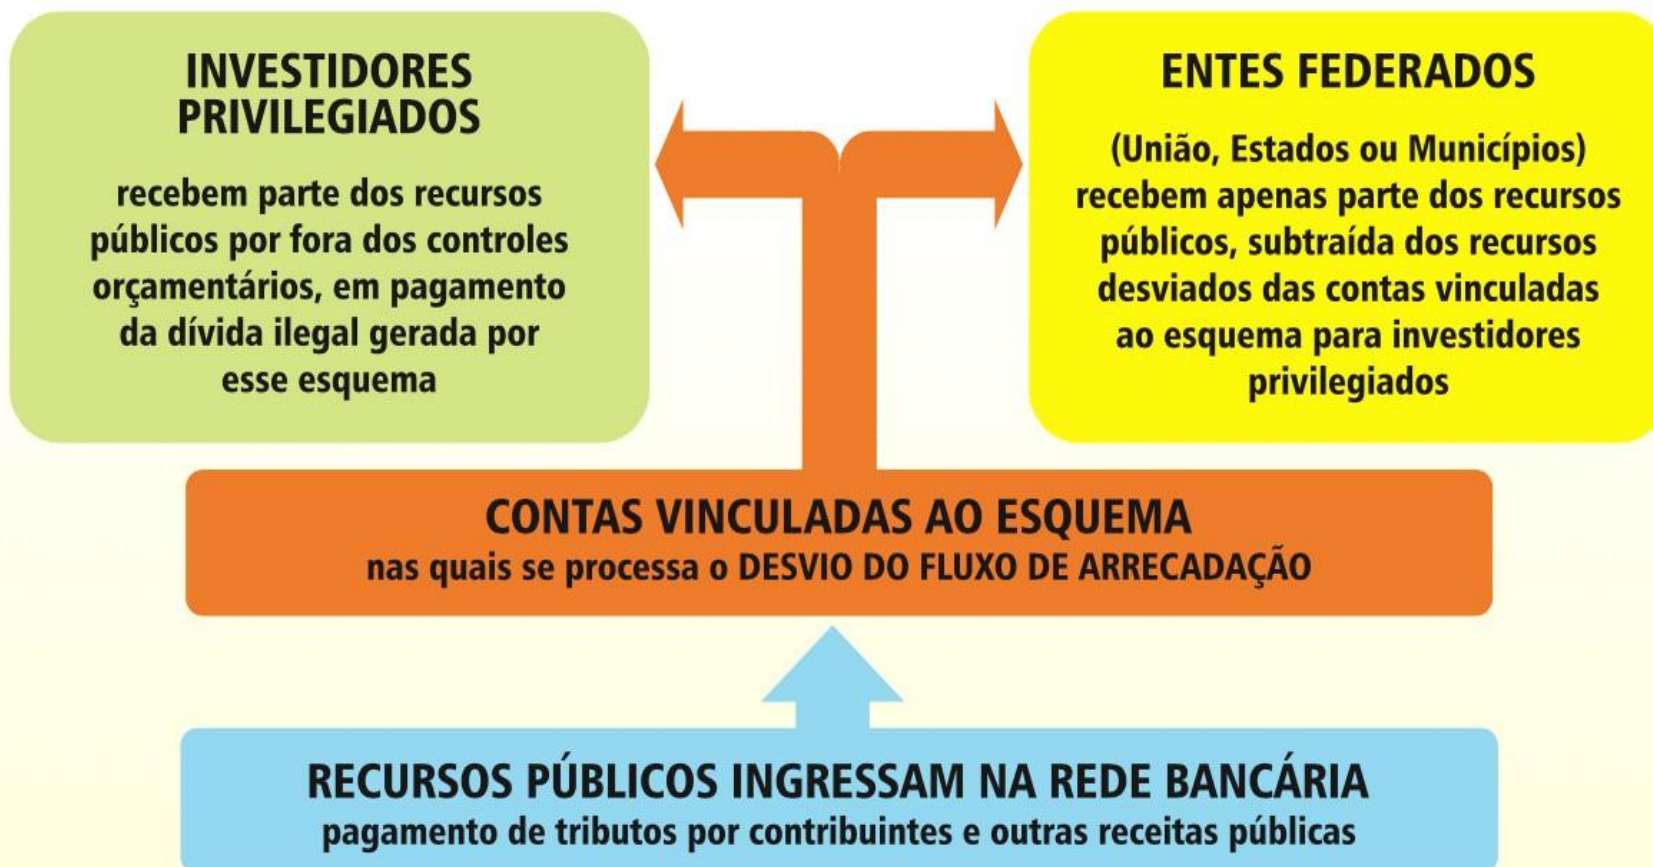 INVESTIDORES
PRIVILEGIADOS
recebem parte dos recursos
públicos por fora dos controles
orçamentários, em pagamento
da dívida ilegal gerada por
esse esquema
ENTES FEDERADOS
(União, Estados ou Municípios)
recebem apenas parte dos recursos
públicos, subtraída dos recursos
desviados das contas vinculadas
ao esquema para investidores
privilegiados
CONTAS VINCULADAS AO ESQUEMA
nas quais se processa o DESVIO DO FLUXO DE ARRECADAÇÃO
RECURSOS PÚBLICOS INGRESSAM NA REDE BANCÁRIA
pagamento de tributos por contribuintes e outras receitas públicas